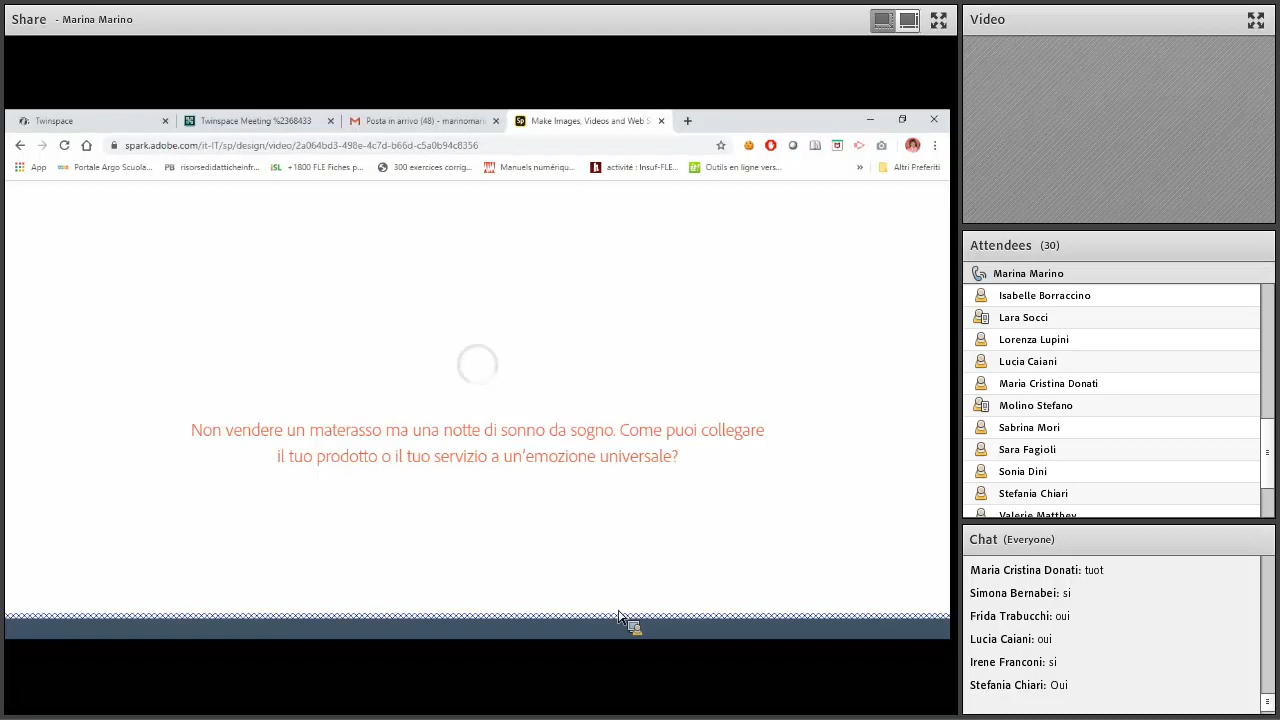 Share - Marina Marino
Twinspace
Twinspace Meeting %2368433
Posta in arrivo (48) - marinomari
Make Images, Videos and Web S
spark.adobe.com/it-IT/sp/design/video/2a064bd3-498e-4c7d-b66d-c5a0b94c8356
App
Portale Argo Scuola...
PB risorsedidatticheinfr...
iSL +1800 FLE Fiches p...
300 exercices corrig...
Manuels numériqu...
h activité : Insuf-FLE...
Outils en ligne vers...
»
Altri Preferiti
Non vendere un materasso ma una notte di sonno da sogno. Come puoi collegare
il tuo prodotto o il tuo servizio a un'emozione universale?
Video
Attendees (30)
Marina Marino
Isabelle Borraccino
Lara Socci
Lorenza Lupini
Lucia Caiani
Maria Cristina Donati
Molino Stefano
Sabrina Mori
Sara Fagioli
Sonia Dini
Stefania Chiari
Valerie Matthey
Chat (Everyone)
Maria Cristina Donati: tuot
Simona Bernabei: si
Frida Trabucchi: oui
Lucia Caiani: oui
Irene Franconi: si
Stefania Chiari: Oui